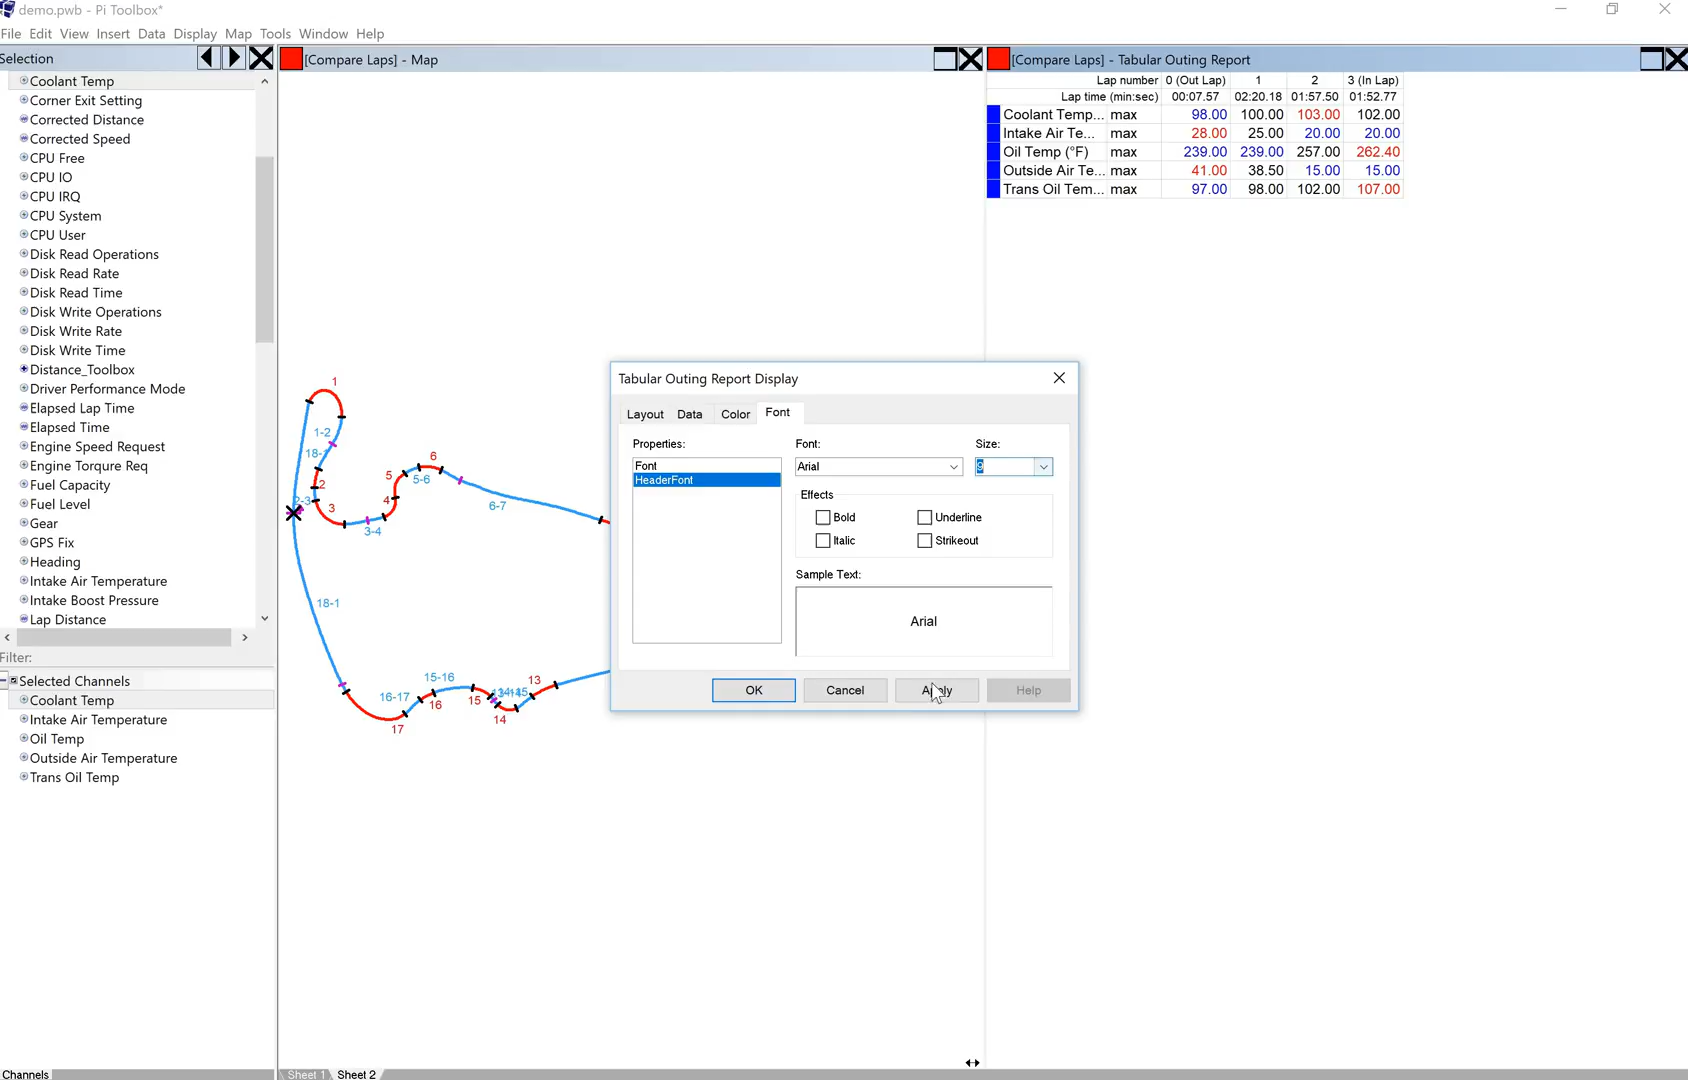 demo.pwb - Pi Toolbox*
File Edit View Insert Data Display Map Tools Window Help
Selection
Coolant Temp
Corner Exit Setting
Corrected Distance
Corrected Speed
CPU Free
CPU IO
CPU IRQ
CPU System
CPU User
Disk Read Operations
Disk Read Rate
Disk Read Time
Disk Write Operations
Disk Write Rate
Disk Write Time
Distance_Toolbox
Driver Performance Mode
Elapsed Lap Time
Elapsed Time
Engine Speed Request
Engine Torqure Req
Fuel Capacity
Fuel Level
Gear
GPS Fix
Heading
Intake Air Temperature
Intake Boost Pressure
Lap Distance
Filter:
Selected Channels
Coolant Temp
Intake Air Temperature
Oil Temp
Outside Air Temperature
Trans Oil Temp
Channels
[Compare Laps] - Map
1
1-2
18-1
2
2-3
3
3-4
4
5
5-6
6
6-7
18-1
16-17
15-16
17
16
15
14
13
Sheet 1
Sheet 2
[Compare Laps] - Tabular Outing Report
Lap number 0 (Out Lap) 1 2 3 (In Lap)
Lap time (min:sec) 00:07.57 02:20.18 01:57.50 01:52.77
Coolant Temp... max 98.00 100.00 103.00 102.00
Intake Air Te... max 28.00 25.00 20.00 20.00
Oil Temp (°F) max 239.00 239.00 257.00 262.40
Outside Air Te... max 41.00 38.50 15.00 15.00
Trans Oil Tem... max 97.00 98.00 102.00 107.00
Tabular Outing Report Display
Layout Data Color Font
Properties:
Font
HeaderFont
Font:
Arial
Size:
9
Effects
Bold
Underline
Italic
Strikeout
Sample Text:
Arial
OK Cancel Apply Help